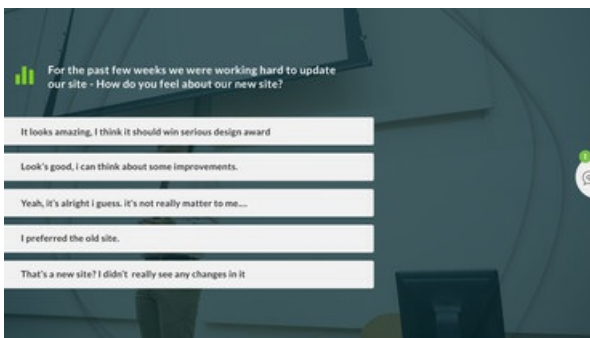 For the past few weeks we were working hard to update
our site - How do you feel about our new site?
It looks amazing, I think it should win serious design award
Look's good, i can think about some improvements.
Yeah, it's alright i guess. it's not really matter to me....
I preferred the old site.
That's a new site? I didn't really see any changes in it